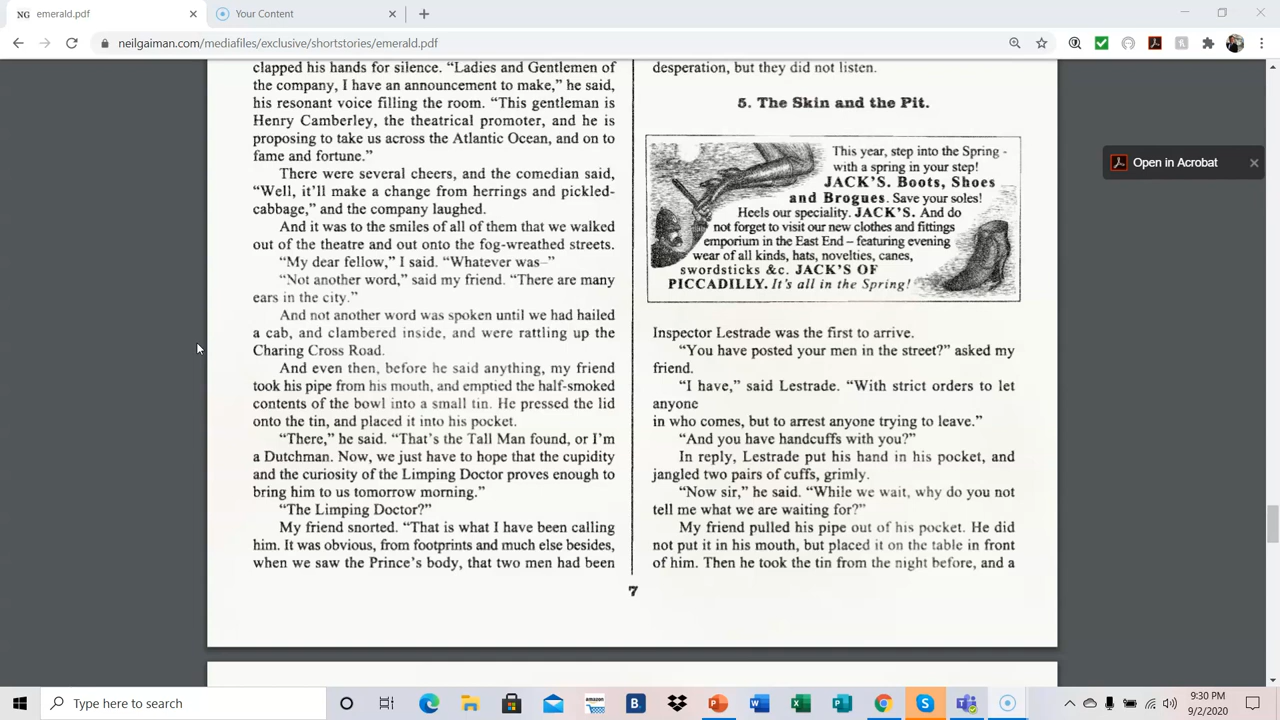 NG emerald.pdf
Your Content
neilgaiman.com/mediafiles/exclusive/shortstories/emerald.pdf
clapped his hands for silence. “Ladies and Gentlemen of
the company, I have an announcement to make,” he said,
his resonant voice filling the room. “This gentleman is
Henry Camberley, the theatrical promoter, and he is
proposing to take us across the Atlantic Ocean, and on to
fame and fortune.”
There were several cheers, and the comedian said,
“Well, it’ll make a change from herrings and pickled-
cabbage,” and the company laughed.
And it was to the smiles of all of them that we walked
out of the theatre and out onto the fog-wreathed streets.
“My dear fellow,” I said. “Whatever was–”
“Not another word,” said my friend. “There are many
ears in the city.”
And not another word was spoken until we had hailed
a cab, and clambered inside, and were rattling up the
Charing Cross Road.
And even then, before he said anything, my friend
took his pipe from his mouth, and emptied the half-smoked
contents of the bowl into a small tin. He pressed the lid
onto the tin, and placed it into his pocket.
“There,” he said. “That’s the Tall Man found, or I’m
a Dutchman. Now, we just have to hope that the cupidity
and the curiosity of the Limping Doctor proves enough to
bring him to us tomorrow morning.”
“The Limping Doctor?”
My friend snorted. “That is what I have been calling
him. It was obvious, from footprints and much else besides,
when we saw the Prince’s body, that two men had been
desperation, but they did not listen.
5. The Skin and the Pit.
This year, step into the Spring -
with a spring in your step!
JACK’S. Boots, Shoes
and Brogues. Save your soles!
Heels our speciality. JACK’S. And do
not forget to visit our new clothes and fittings
emporium in the East End – featuring evening
wear of all kinds, hats, novelties, canes,
swordsticks &c. JACK’S OF
PICCADILLY. It’s all in the Spring!
Inspector Lestrade was the first to arrive.
“You have posted your men in the street?” asked my
friend.
“I have,” said Lestrade. “With strict orders to let
anyone
in who comes, but to arrest anyone trying to leave.”
“And you have handcuffs with you?”
In reply, Lestrade put his hand in his pocket, and
jangled two pairs of cuffs, grimly.
“Now sir,” he said. “While we wait, why do you not
tell me what we are waiting for?”
My friend pulled his pipe out of his pocket. He did
not put it in his mouth, but placed it on the table in front
of him. Then he took the tin from the night before, and a
7
Open in Acrobat
Type here to search
amazon
B.
9:30 PM
9/2/2020